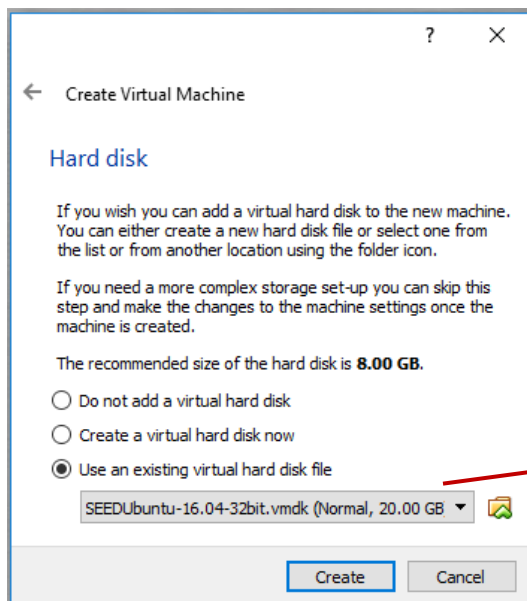 ?
Create Virtual Machine
Hard disk
If you wish you can add a virtual hard disk to the new machine.
You can either create a new hard disk file or select one from
the list or from another location using the folder icon.
If you need a more complex storage set-up you can skip this
step and make the changes to the machine settings once the
machine is created.
The recommended size of the hard disk is 8.00 GB.
Do not add a virtual hard disk
Create a virtual hard disk now
Use an existing virtual hard disk file
SEEDUbuntu-16.04-32bit.vmdk (Normal, 20.00 GB
Create Cancel